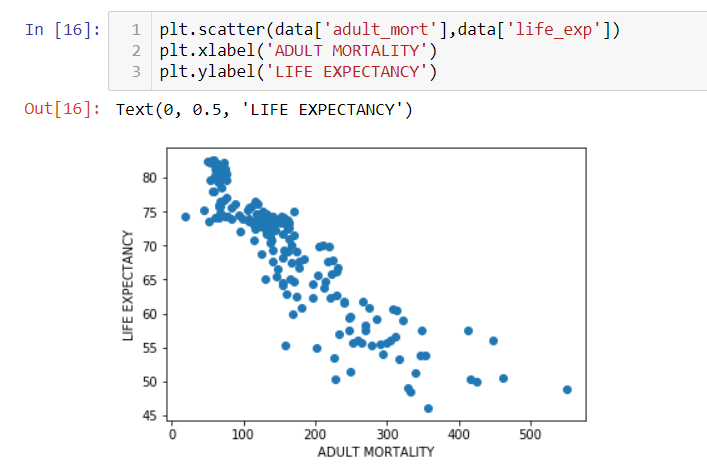 In [16]:
1 plt.scatter(data['adult_mort'],data['life_exp'])
2 plt.xlabel('ADULT MORTALITY')
3 plt.ylabel('LIFE EXPECTANCY')
Out[16]: Text(0, 0.5, 'LIFE EXPECTANCY')
LIFE EXPECTANCY
80
75
70
65
60
55
50
45
0 100 200 300 400 500
ADULT MORTALITY